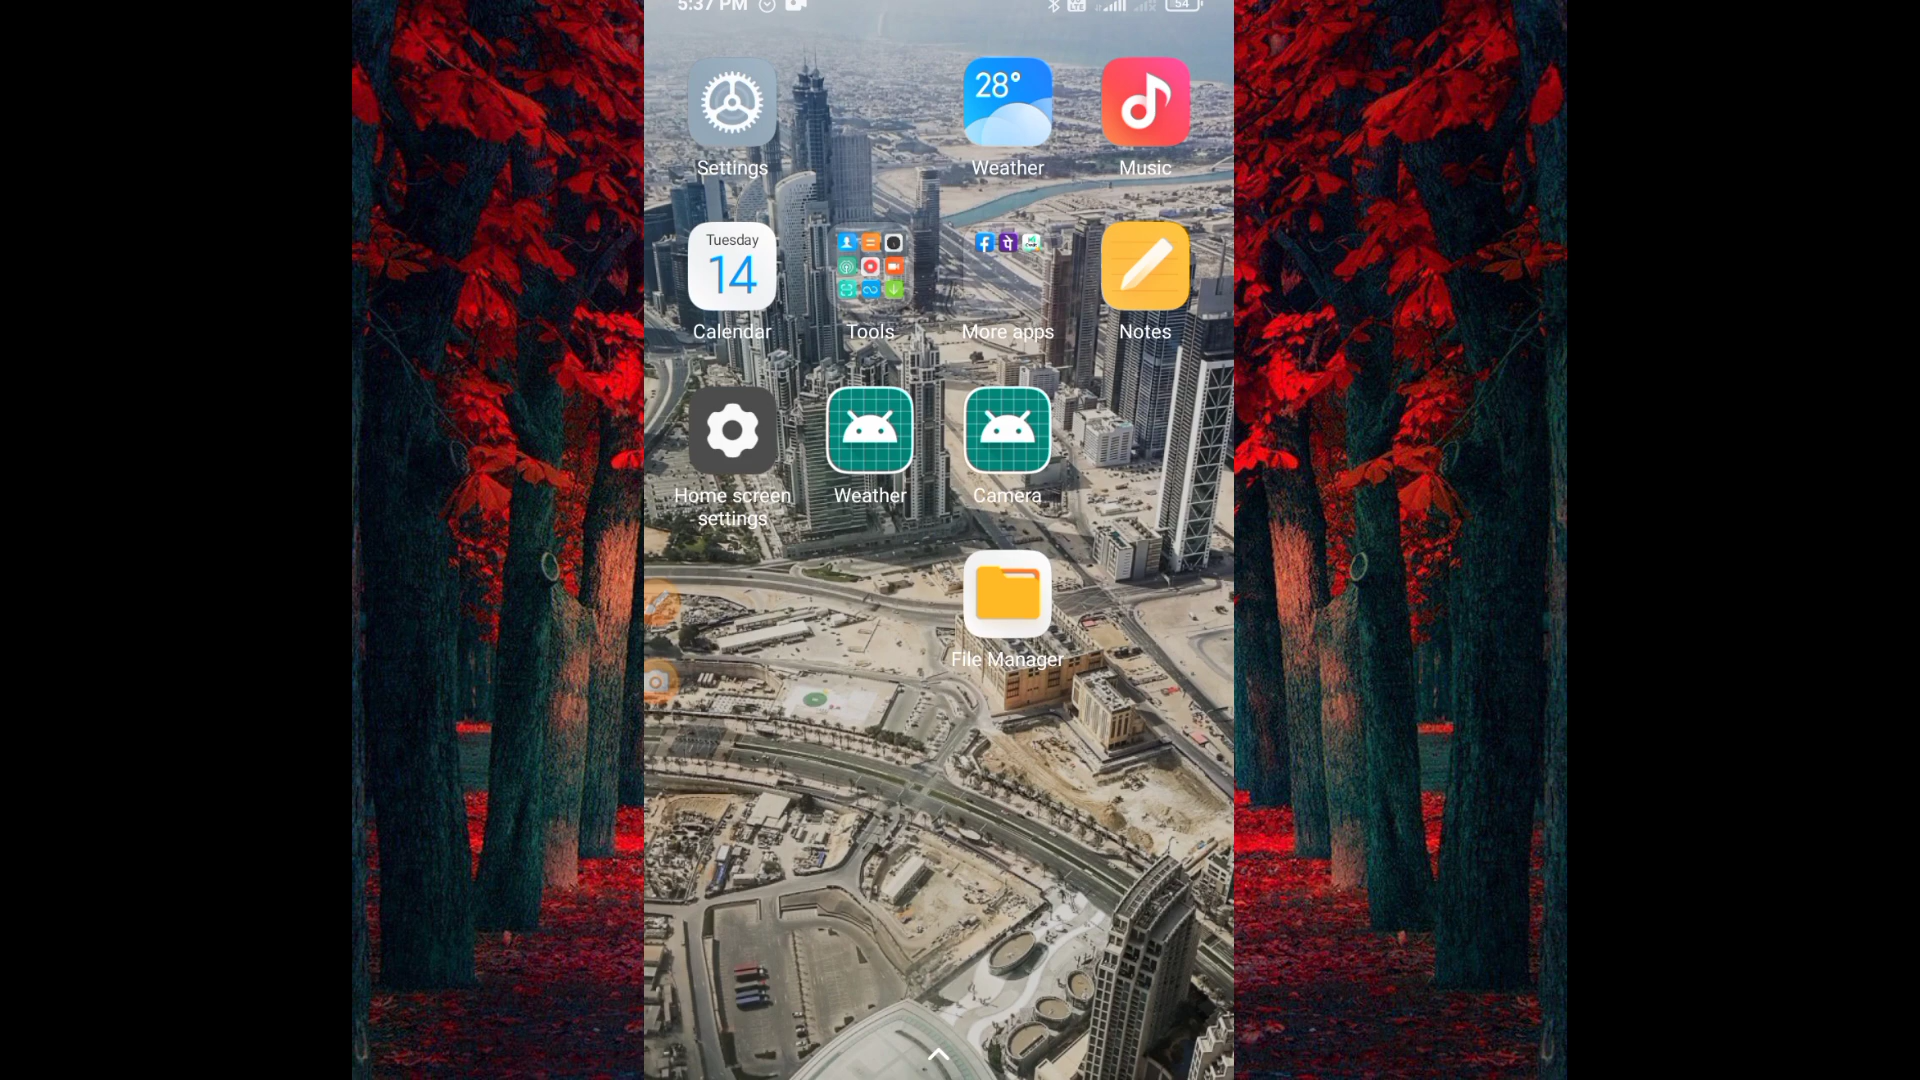 5:37 PM
54
28°
Settings
Weather
Music
Tuesday
14
Calendar
Tools
More apps
Notes
Home screen
settings
Weather
Camera
File Manager